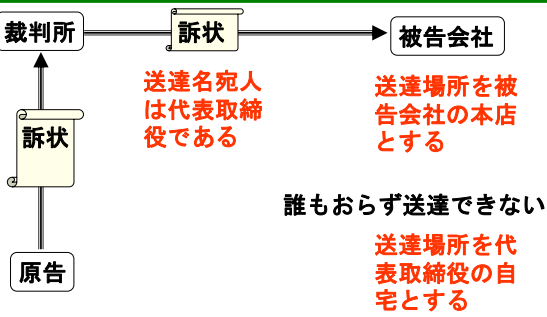 裁判所
訴状
被告会社
送達名宛人
は代表取締
役である
送達場所を被
告会社の本店
とする
訴状
誰もおらず送達できない
送達場所を代
表取締役の自
宅とする
原告